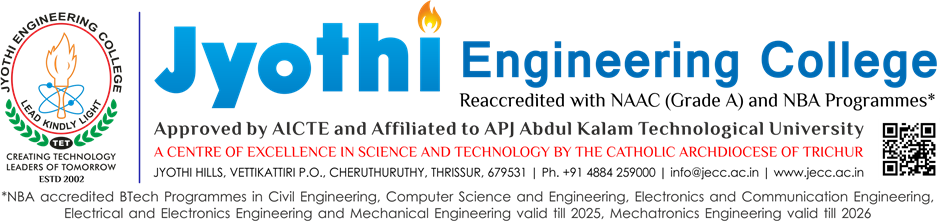 JYOTHI ENGINEERING COLLEGE
LEAD KINDLY LIGHT
TET
CREATING TECHNOLOGY
LEADERS OF TOMORROW
ESTD 2002
Jyothi Engineering College
Reaccredited with NAAC (Grade A) and NBA Programmes*
Approved by AICTE and Affiliated to APJ Abdul Kalam Technological University
A CENTRE OF EXCELLENCE IN SCIENCE AND TECHNOLOGY BY THE CATHOLIC ARCHDIOCESE OF TRICHUR
JYOTHI HILLS, VETTIKATTIRI P.O., CHERUTHURUTHY, THRISSUR, 679531 | Ph. +91 4884 259000 | info@jecc.ac.in | www.jecc.ac.in
*NBA accredited BTech Programmes in Civil Engineering, Computer Science and Engineering, Electronics and Communication Engineering,
Electrical and Electronics Engineering and Mechanical Engineering valid till 2025, Mechatronics Engineering valid fill 2026